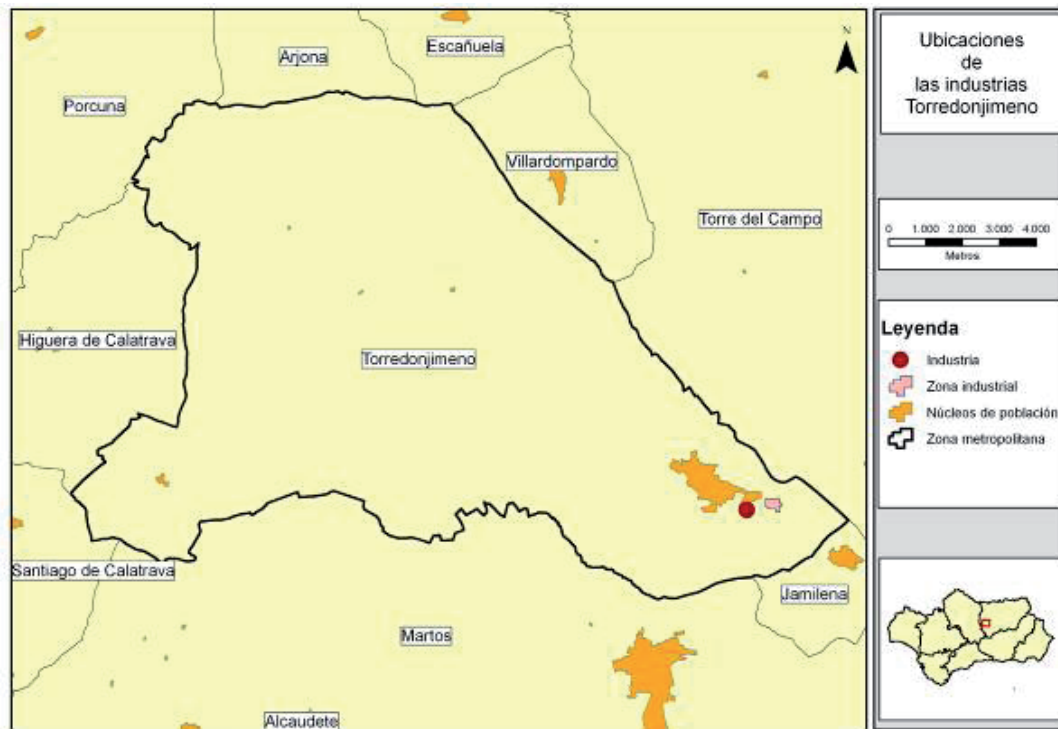 Escañuela
Arjona
Porcuna
Villardompardo
Torre del Campo
Higuera de Calatrava
Torredonjimeno
Santiago de Calatrava
Jamilena
Martos
Alcaudete
N
Ubicaciones
de
las industrias
Torredonjimeno
0 1.000 2.000 3.000 4.000
Metros
Leyenda
Industria
Zona industrial
Núcleos de población
Zona metropolitana